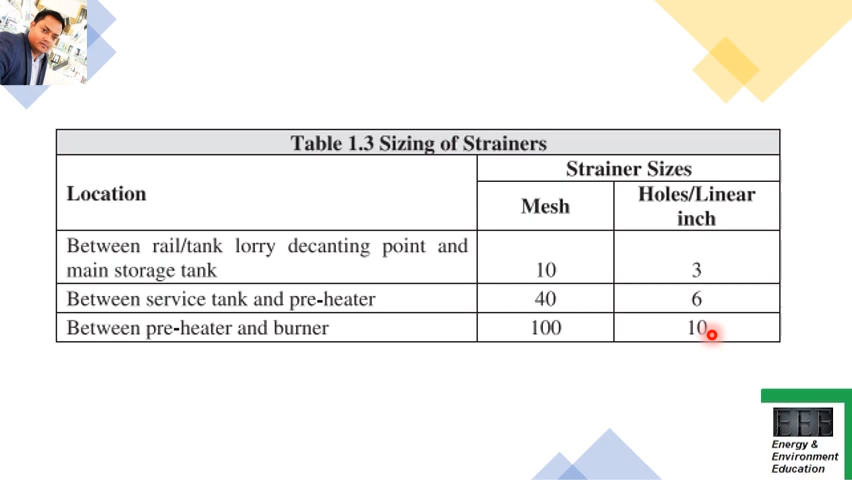 Table 1.3 Sizing of Strainers
Location
Strainer Sizes
Mesh
Holes/Linear
inch
Between rail/tank lorry decanting point and
main storage tank
10
3
Between service tank and pre-heater
40
6
Between pre-heater and burner
100
10
EEE
Energy &
Environment
Education